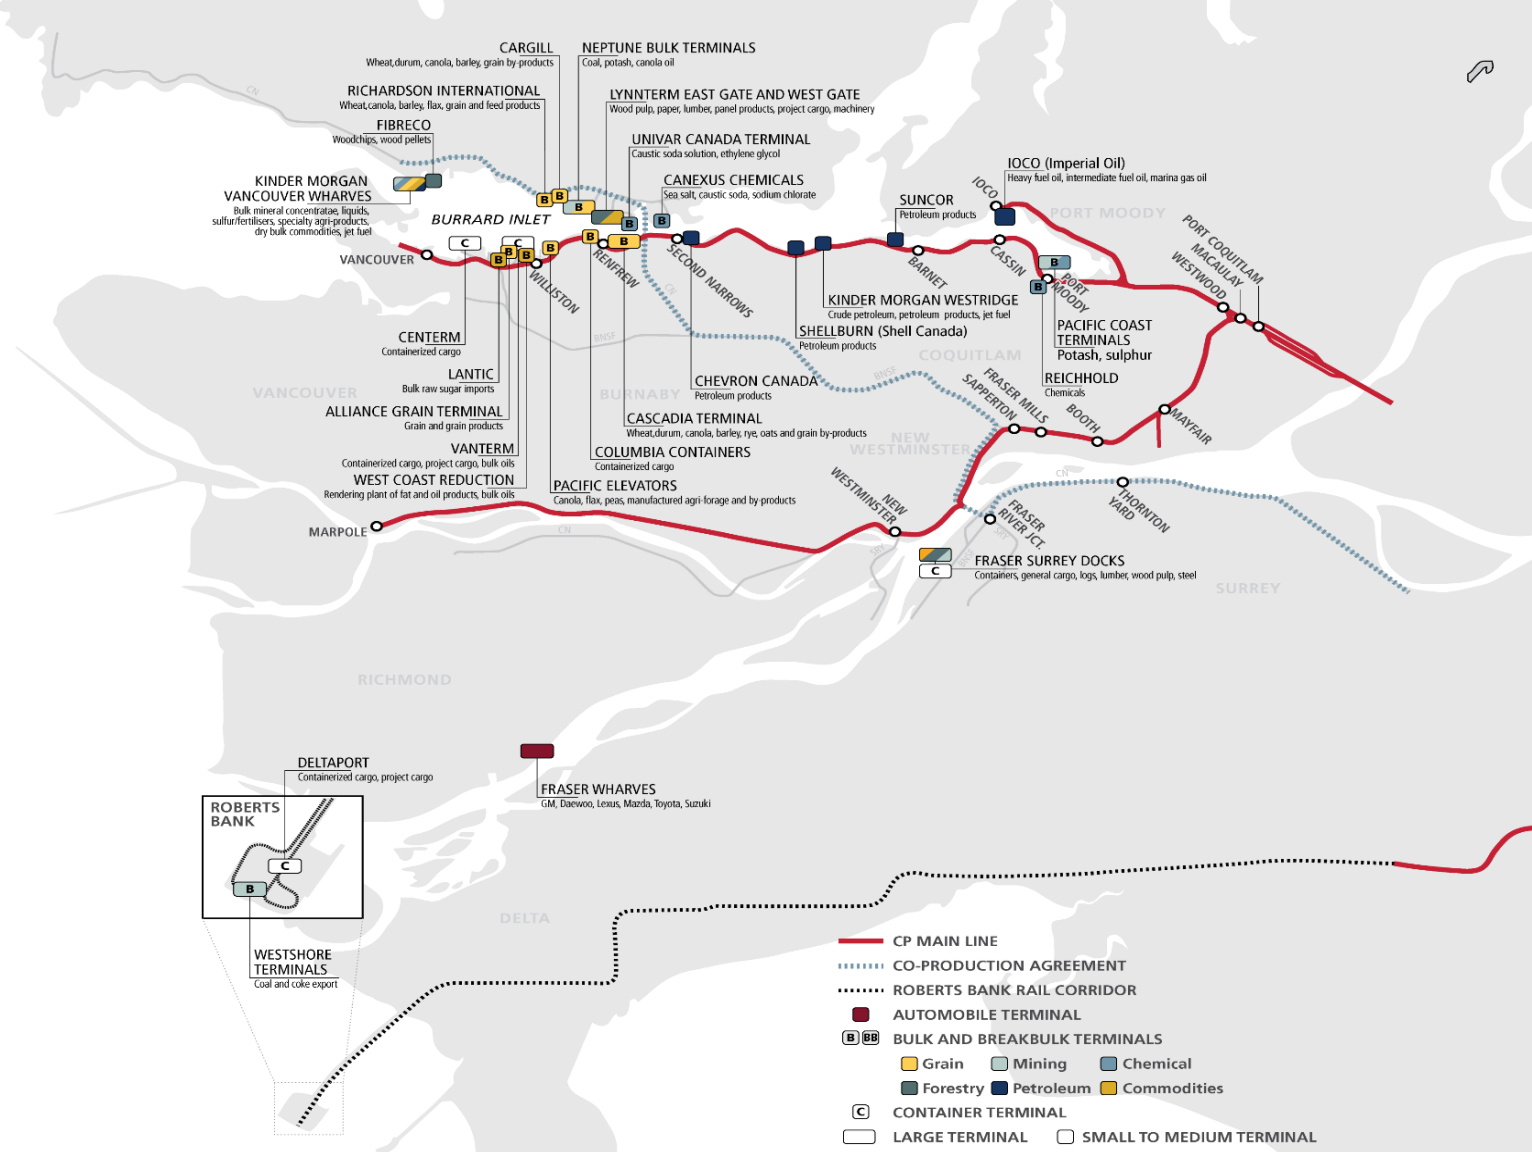 CARGILL
Wheat,durum, canola, barley, grain by-products
NEPTUNE BULK TERMINALS
Coal, potash, canola oil
RICHARDSON INTERNATIONAL
Wheat,canola, barley, flax, grain and feed products
LYNNTERM EAST GATE AND WEST GATE
Wood pulp, paper, lumber, panel products, project cargo, machinery
FIBRECO
Woodchips, wood pellets
UNIVAR CANADA TERMINAL
Caustic soda solution, ethylene glycol
CN
KINDER MORGAN
VANCOUVER WHARVES
Bulk mineral concentratae, liquids,
sulfur/fertilisers, specialty agri-products,
dry bulk commodities, jet fuel
CANEXUS CHEMICALS
Sea salt, caustic soda, sodium chlorate
IOCO (Imperial Oil)
Heavy fuel oil, intermediate fuel oil, marina gas oil
SUNCOR
Petroleum products
IOCO
PORT MOODY
BURRARD INLET
B
B
B
B
B
C
C
B
B
B
B
B
B
VANCOUVER
WILLISTON
RENFREW
SECOND NARROWS
BARNET
CASSIN
PORT
MOODY
B
B
PORT COQUITLAM
MACAULAY
WESTWOOD
CN
BNSF
KINDER MORGAN WESTRIDGE
Crude petroleum, petroleum products, jet fuel
SHELLBURN (Shell Canada)
Petroleum products
PACIFIC COAST
TERMINALS
Potash, sulphur
CENTERM
Containerized cargo
COQUITLAM
LANTIC
Bulk raw sugar imports
CHEVRON CANADA
Petroleum products
BNSF
REICHHOLD
Chemicals
VANCOUVER
BURNABY
ALLIANCE GRAIN TERMINAL
Grain and grain products
CASCADIA TERMINAL
Wheat,durum, canola, barley, rye, oats and grain by-products
SAPPERTON
FRASER MILLS
BOOTH
MAYFAIR
NEW
WESTMINSTER
VANTERM
Containerized cargo, project cargo, bulk oils
COLUMBIA CONTAINERS
Containerized cargo
WEST COAST REDUCTION
Rendering plant of fat and oil products, bulk oils
PACIFIC ELEVATORS
Canola, flax, peas, manufactured agri-forage and by-products
NEW
WESTMINSTER
CN
THORNTON
YARD
FRASER
RIVER JCT.
MARPOLE
CN
SRY
BNSF
SRY
C
FRASER SURREY DOCKS
Containers, general cargo, logs, lumber, wood pulp, steel
SURREY
RICHMOND
DELTAPORT
Containerized cargo, project cargo
FRASER WHARVES
GM, Daewoo, Lexus, Mazda, Toyota, Suzuki
ROBERTS
BANK
C
B
WESTSHORE
TERMINALS
Coal and coke export
DELTA
CP MAIN LINE
CO-PRODUCTION AGREEMENT
ROBERTS BANK RAIL CORRIDOR
AUTOMOBILE TERMINAL
B BB BULK AND BREAKBULK TERMINALS
Grain Mining Chemical
Forestry Petroleum Commodities
C CONTAINER TERMINAL
LARGE TERMINAL SMALL TO MEDIUM TERMINAL